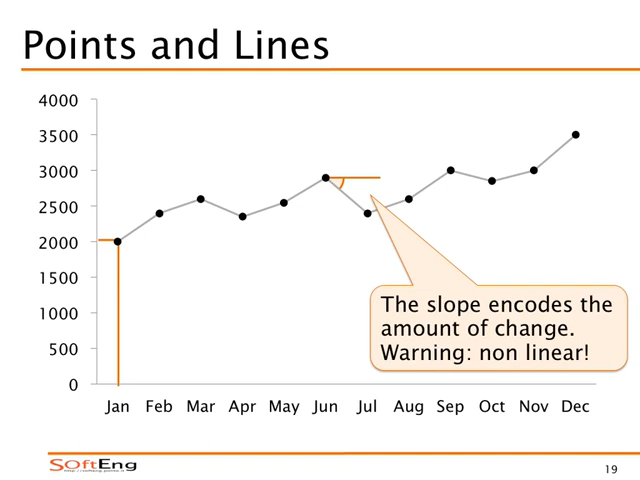 Points and Lines
4000
3500
3000
2500
2000
1500
1000
500
0
Jan Feb Mar Apr May Jun Jul Aug Sep Oct Nov Dec
The slope encodes the
amount of change.
Warning: non linear!
SOftEng
19